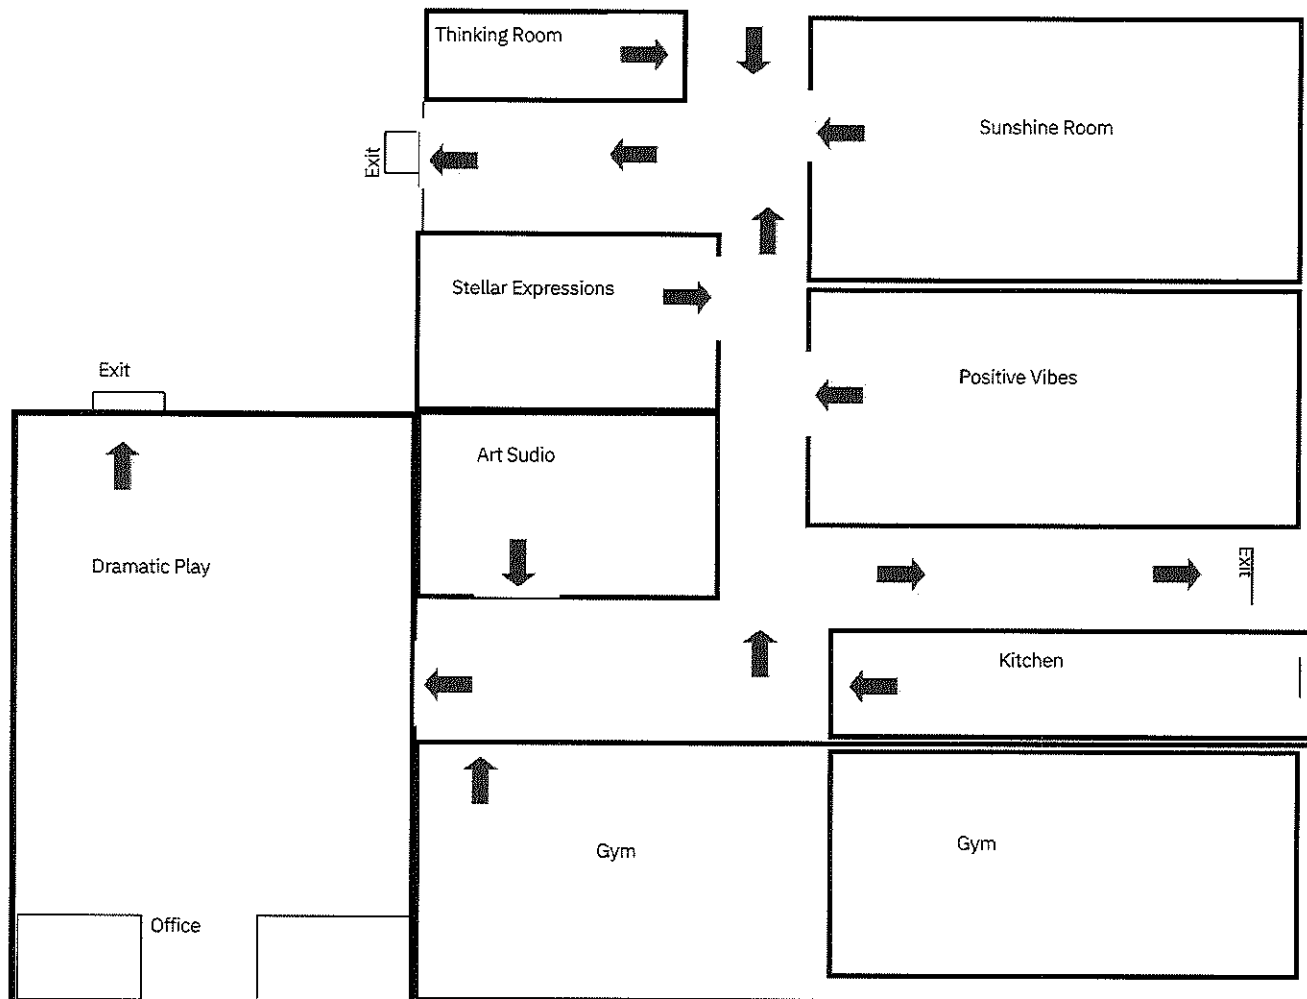 Thinking Room
Sunshine Room
Exit
Stellar Expressions
Exit
Positive Vibes
Art Sudio
Dramatic Play
EXIT
Kitchen
Gym
Gym
Office